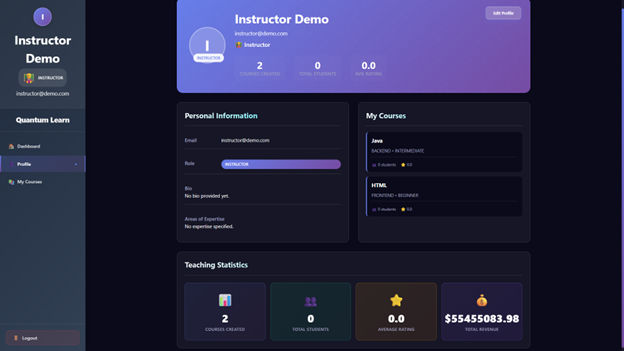 I
Instructor
Demo
INSTRUCTOR
instructor@demo.com
Quantum Learn
Dashboard
Profile
My Courses
Logout
I
INSTRUCTOR
Instructor Demo
instructor@demo.com
Instructor
2
COURSES CREATED
0
TOTAL STUDENTS
0.0
AVG RATING
Edit Profile
Personal Information
Email instructor@demo.com
Role INSTRUCTOR
Bio
No bio provided yet.
Areas of Expertise
No expertise specified.
My Courses
Java
BACKEND • INTERMEDIATE
0 students 0.0
HTML
FRONTEND • BEGINNER
0 students 0.0
Teaching Statistics
2
COURSES CREATED
0
TOTAL STUDENTS
0.0
AVERAGE RATING
$55455083.98
TOTAL REVENUE